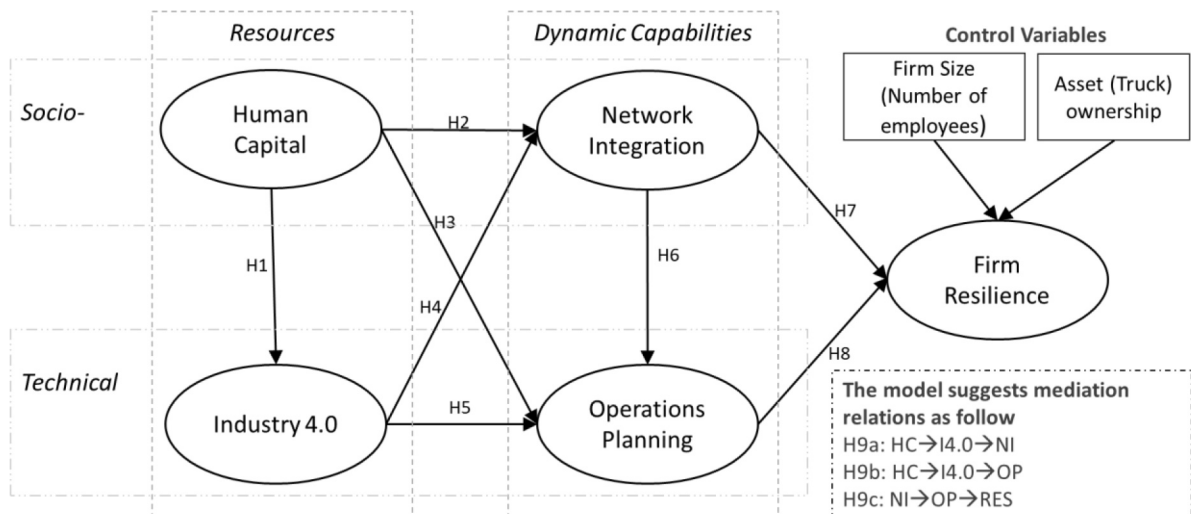 Resources
Dynamic Capabilities
Control Variables
Socio-
Human
Capital
H2
Network
Integration
Firm Size
(Number of
employees)
Asset (Truck)
ownership
H1
H3
H4
H6
H7
Firm
Resilience
Technical
Industry 4.0
H5
Operations
Planning
H8
The model suggests mediation
relations as follow
H9a: HC→I4.0→NI
H9b: HC→I4.0→OP
H9c: NI→OP→RES